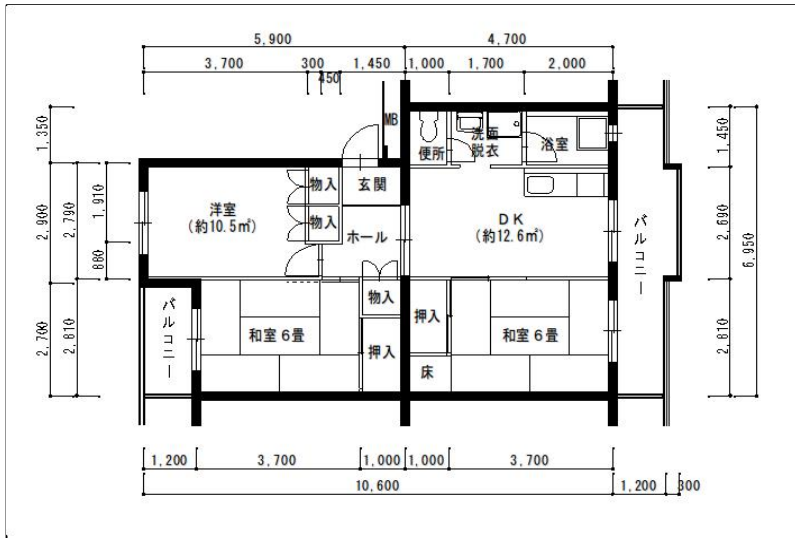 5,900
4,700
3,700
300
450
1,450
1,000
1,700
2,000
1,350
2,900
2,790
1,910
880
2,700
2,810
MB
便所
洗面
脱衣
浴室
物入
玄関
洋室
(約10.5㎡)
物入
ホール
DK
(約12.6㎡)
バルコニー
バルコニー
和室6畳
物入
押入
押入
床
和室6畳
1,450
2,690
2,810
6,950
1,200
3,700
1,000
1,000
3,700
10,600
1,200
300